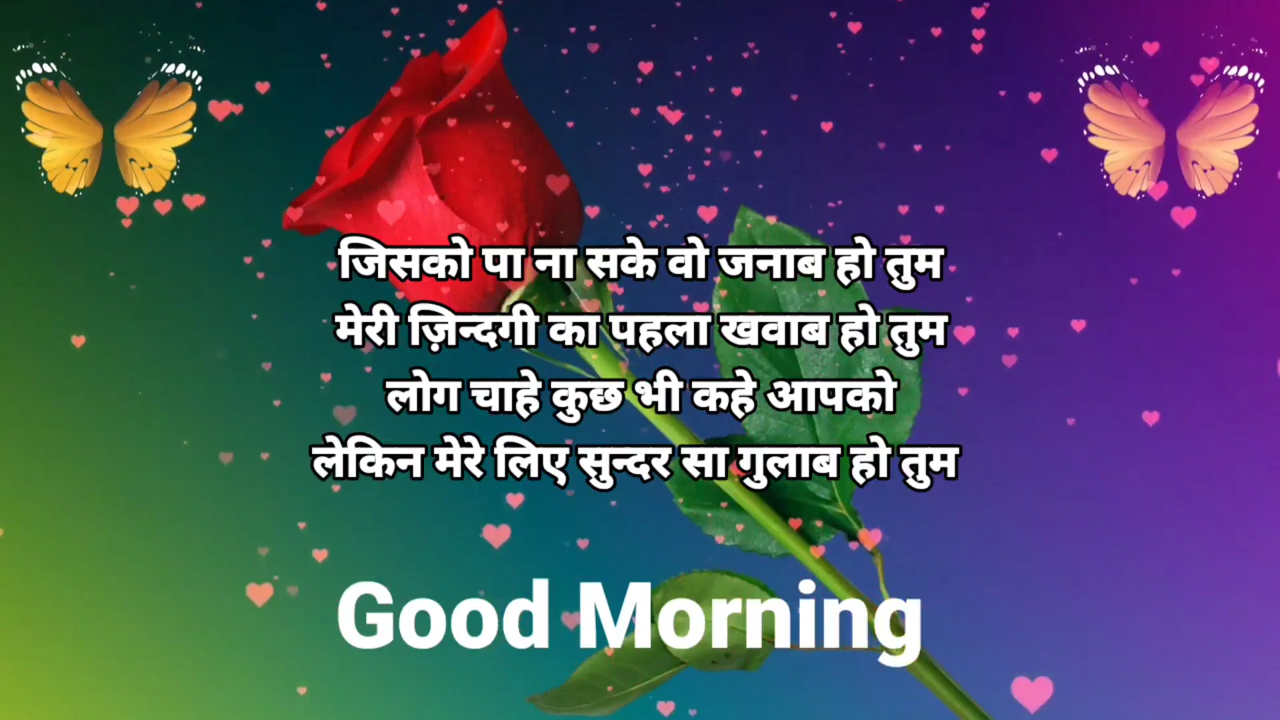 जिसको पा ना सके वो जनाब हो तुम
मेरी ज़िन्दगी का पहला खवाब हो तुम
लोग चाहे कुछ भी कहे आपको
लेकिन मेरे लिए सुन्दर सा गुलाब हो तुम
Good Morning